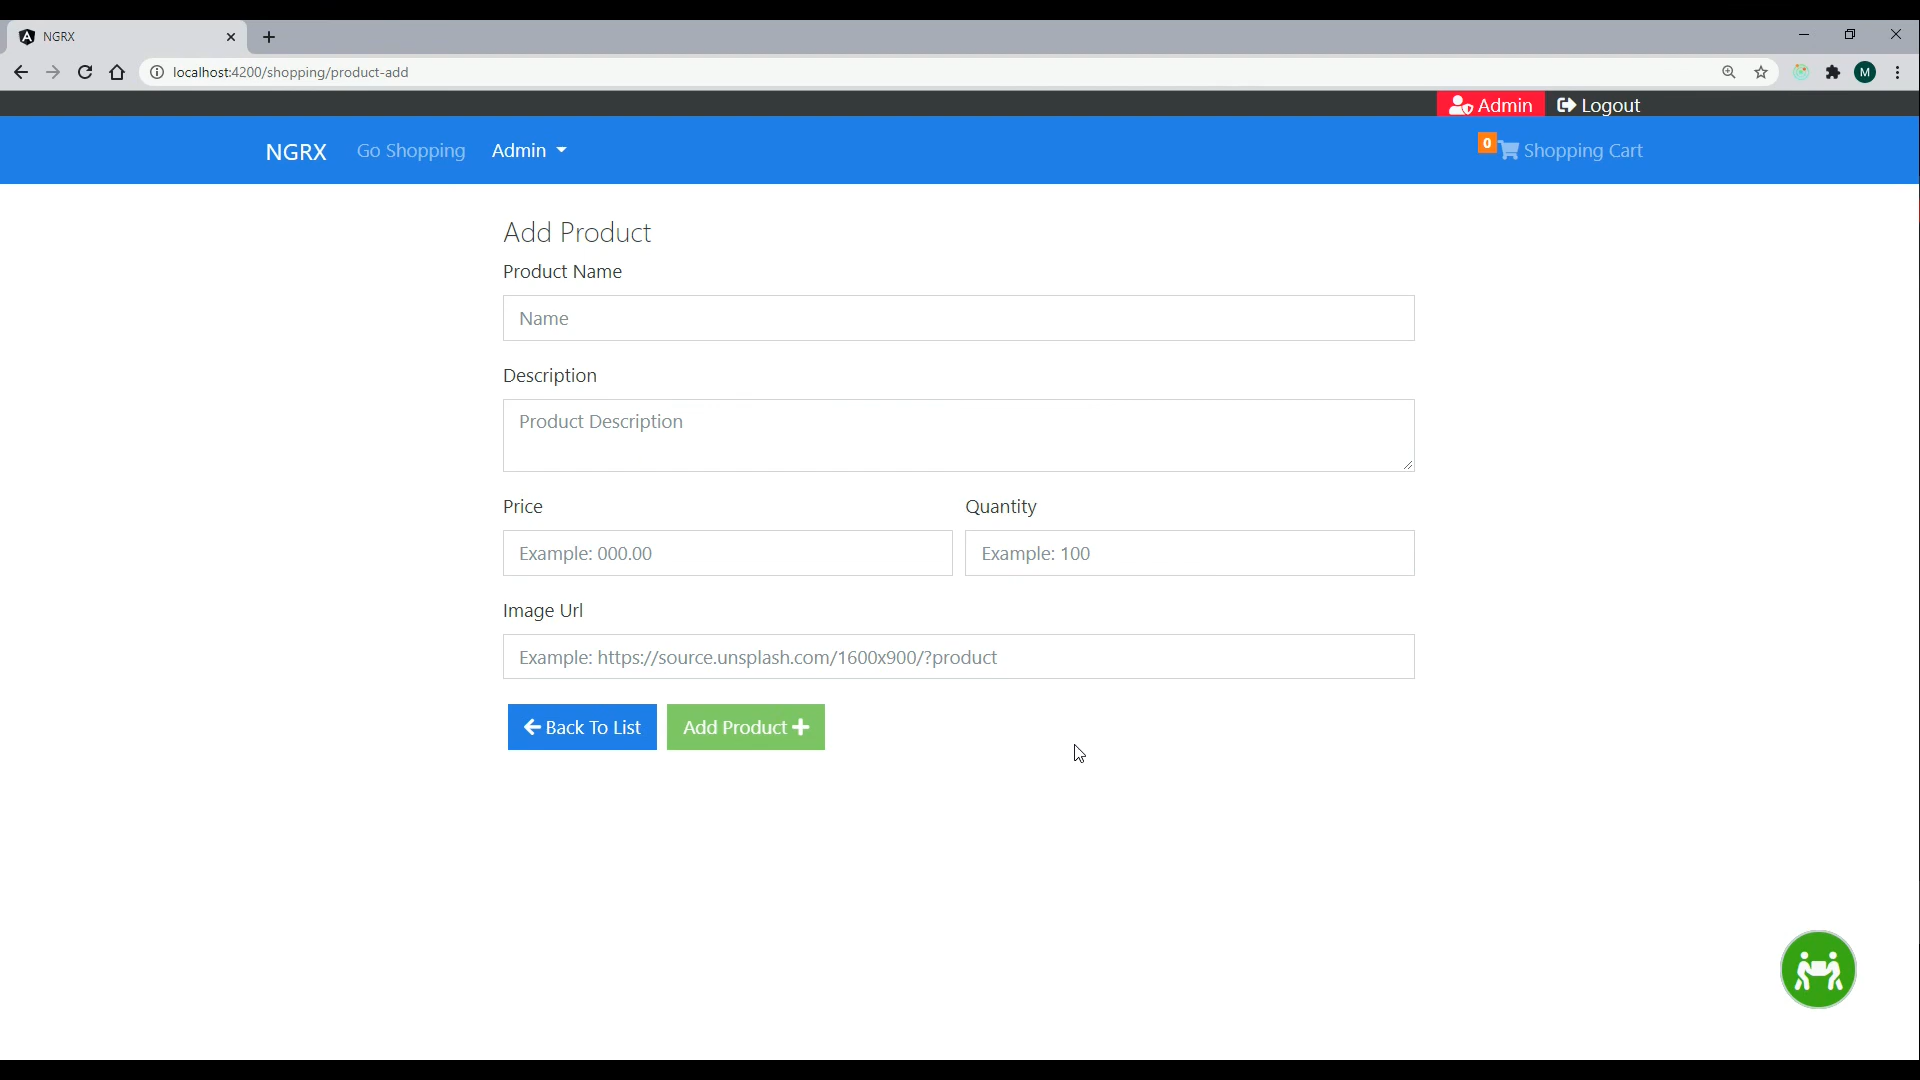 NGRX
localhost:4200/shopping/product-add
M
Admin
Logout
NGRX
Go Shopping
Admin
0
Shopping Cart
Add Product
Product Name
Name
Description
Product Description
Price
Quantity
Example: 000.00
Example: 100
Image Url
Example: https://source.unsplash.com/1600x900/?product
Back To List
Add Product